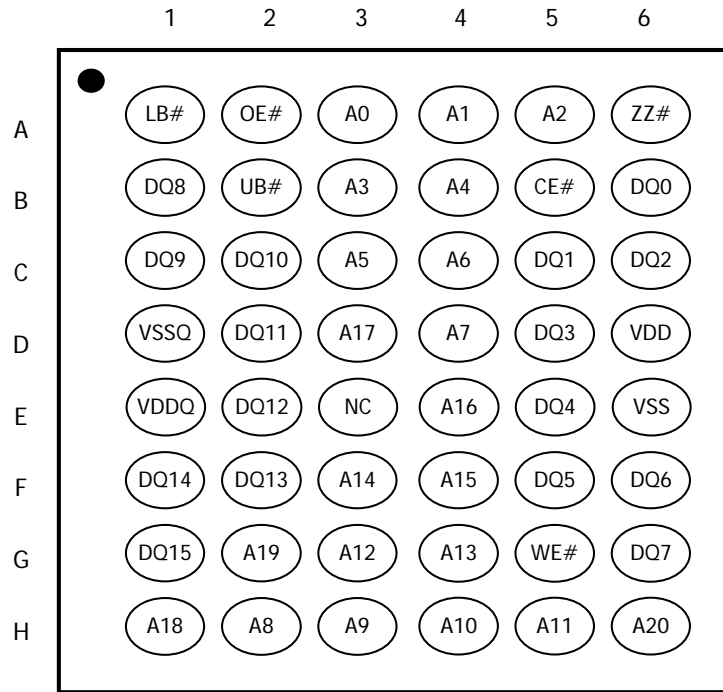 1 2 3 4 5 6
A LB# OE# A0 A1 A2 ZZ#
B DQ8 UB# A3 A4 CE# DQ0
C DQ9 DQ10 A5 A6 DQ1 DQ2
D VSSQ DQ11 A17 A7 DQ3 VDD
E VDDQ DQ12 NC A16 DQ4 VSS
F DQ14 DQ13 A14 A15 DQ5 DQ6
G DQ15 A19 A12 A13 WE# DQ7
H A18 A8 A9 A10 A11 A20